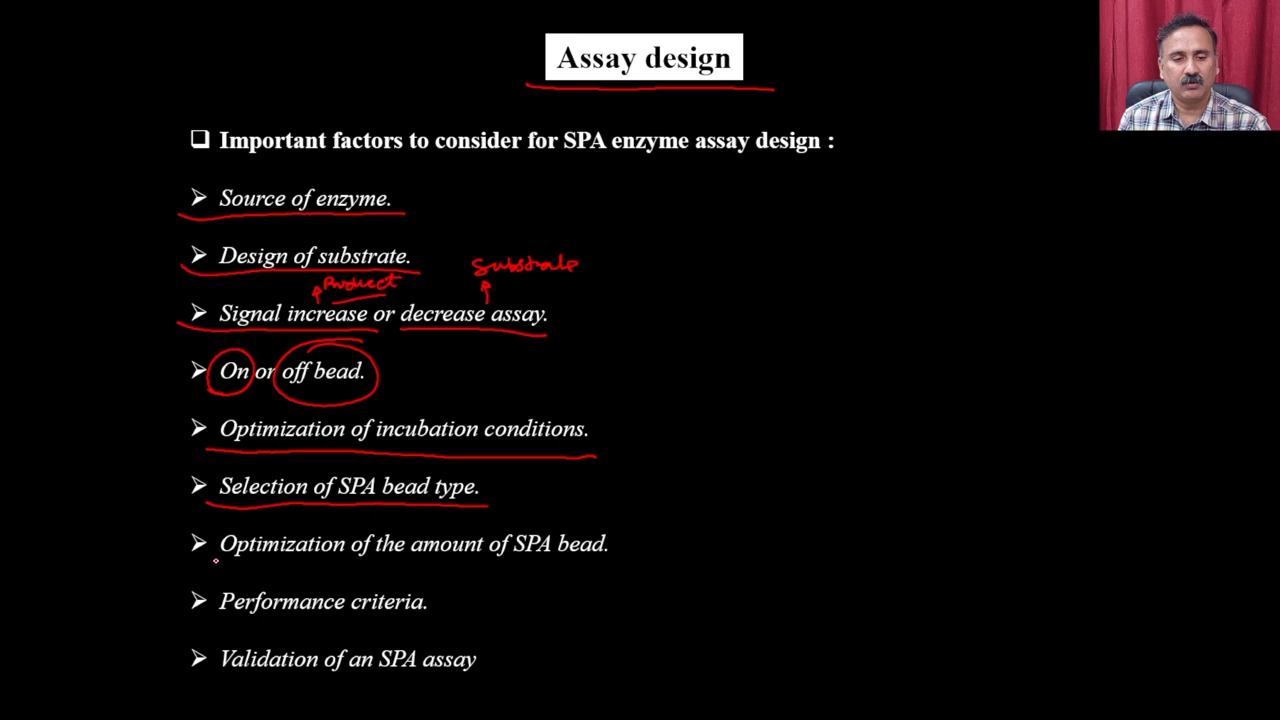 Assay design
❑ Important factors to consider for SPA enzyme assay design :
➢ Source of enzyme.
➢ Design of substrate.
Substrate
Product
➢ Signal increase or decrease assay.
➢ On or off bead.
➢ Optimization of incubation conditions.
➢ Selection of SPA bead type.
➢ Optimization of the amount of SPA bead.
➢ Performance criteria.
➢ Validation of an SPA assay